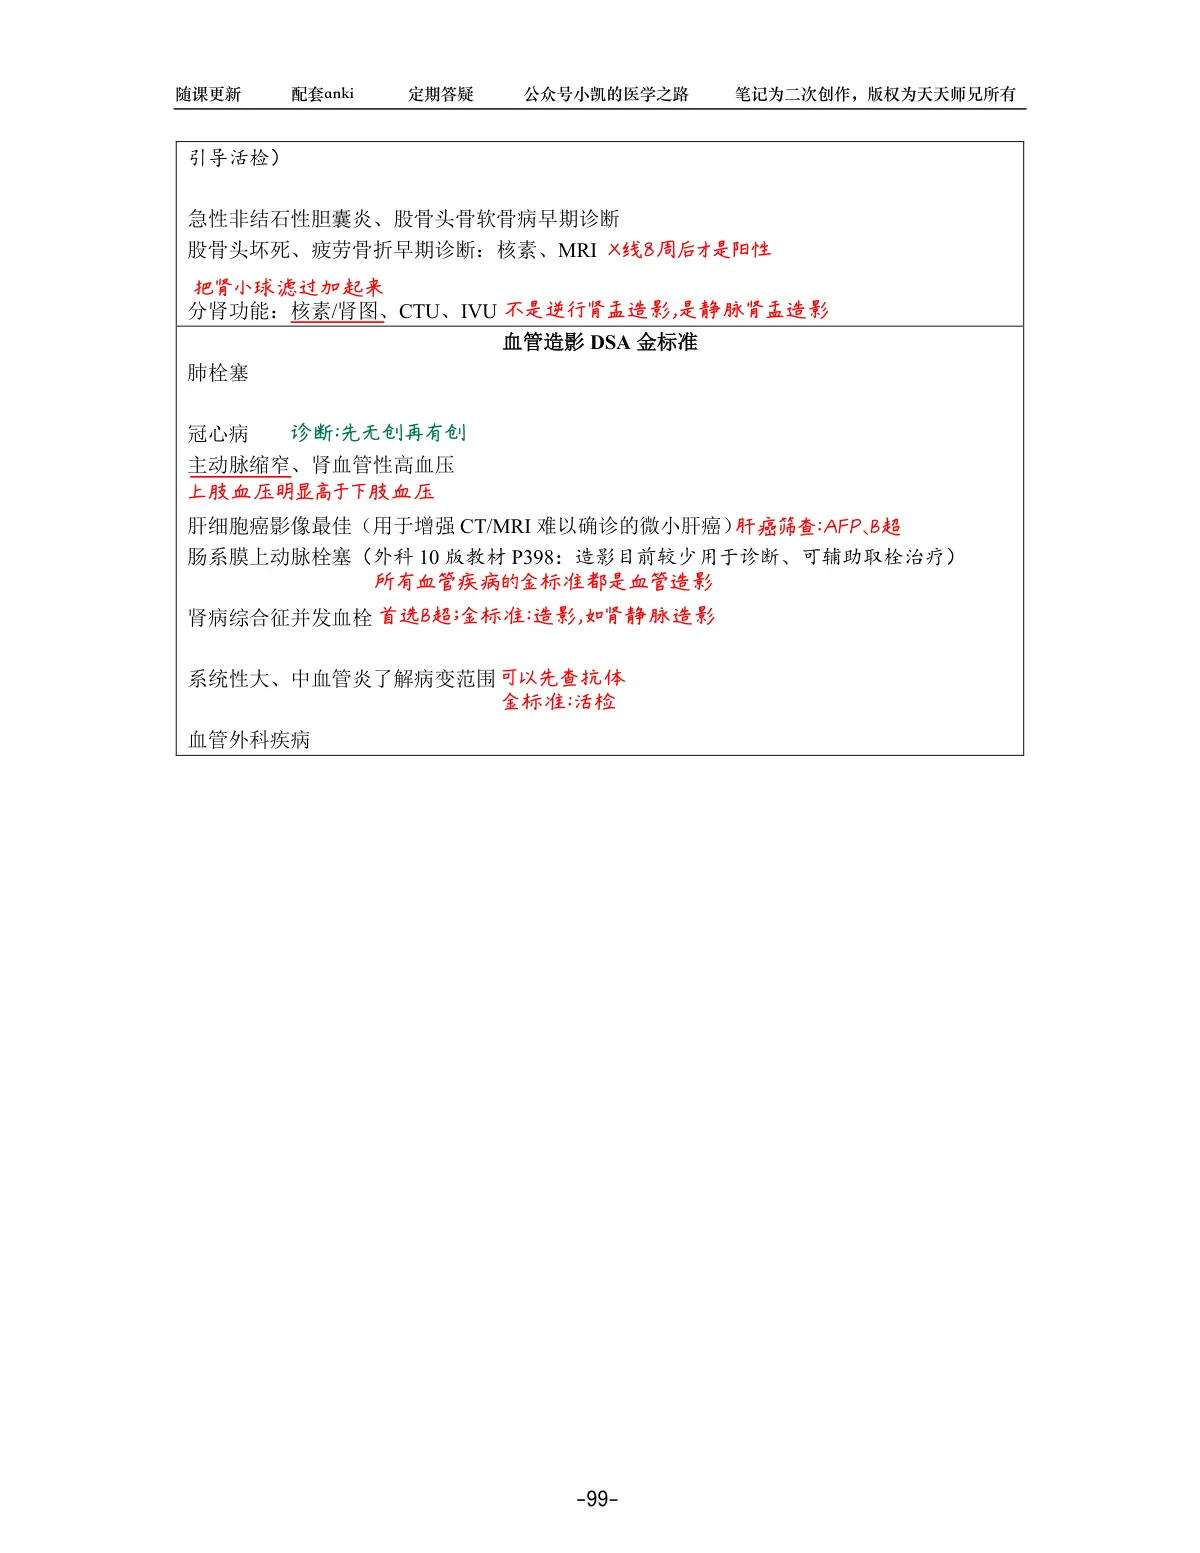 随课更新 配套anki 定期答疑 公众号小凯的医学之路 笔记为二次创作，版权为天天师兄所有
引导活检）
急性非结石性胆囊炎、股骨头骨软骨病早期诊断
股骨头坏死、疲劳骨折早期诊断：核素、MRI X线8周后才是阳性
把肾小球滤过加起来
分肾功能：核素/肾图、CTU、IVU 不是逆行肾盂造影,是静脉肾盂造影
血管造影 DSA 金标准
肺栓塞
冠心病 诊断:先无创再有创
主动脉缩窄、肾血管性高血压
上肢血压明显高于下肢血压
肝细胞癌影像最佳（用于增强 CT/MRI 难以确诊的微小肝癌）肝癌筛查:AFP、B超
肠系膜上动脉栓塞（外科 10 版教材 P398：造影目前较少用于诊断、可辅助取栓治疗）
所有血管疾病的金标准都是血管造影
肾病综合征并发血栓 首选B超;金标准:造影,如肾静脉造影
系统性大、中血管炎了解病变范围 可以先查抗体
金标准:活检
血管外科疾病
-99-